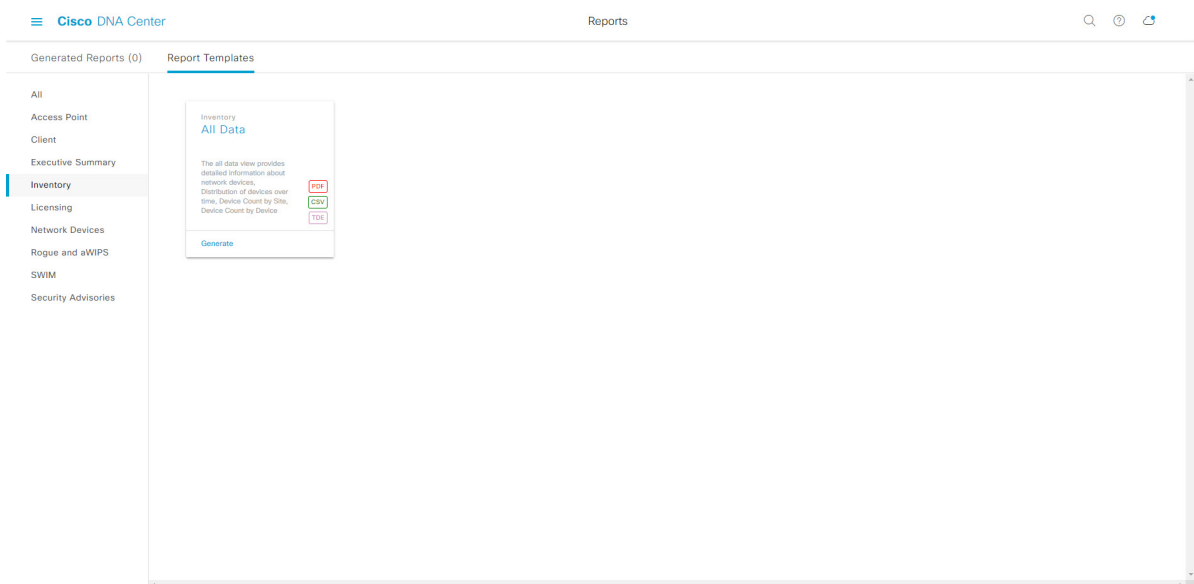 Cisco DNA Center
Reports
Generated Reports (0)
Report Templates
All
Access Point
Client
Executive Summary
Inventory
Licensing
Network Devices
Rogue and aWIPS
SWIM
Security Advisories
Inventory
All Data
The all data view provides
detailed information about
network devices,
Distribution of devices over
time, Device Count by Site,
Device Count by Device
PDF
CSV
TDE
Generate